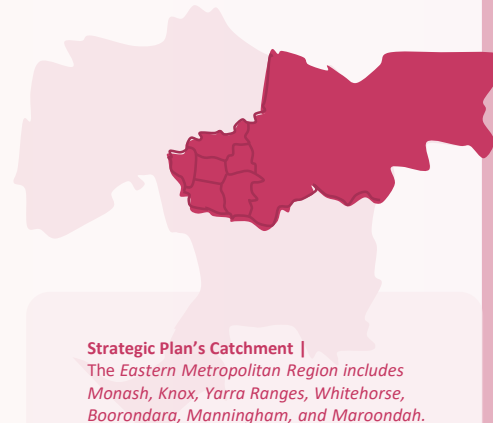 Strategic Plan's Catchment |
The Eastern Metropolitan Region includes
Monash, Knox, Yarra Ranges, Whitehorse,
Boorondara, Manningham, and Maroondah.